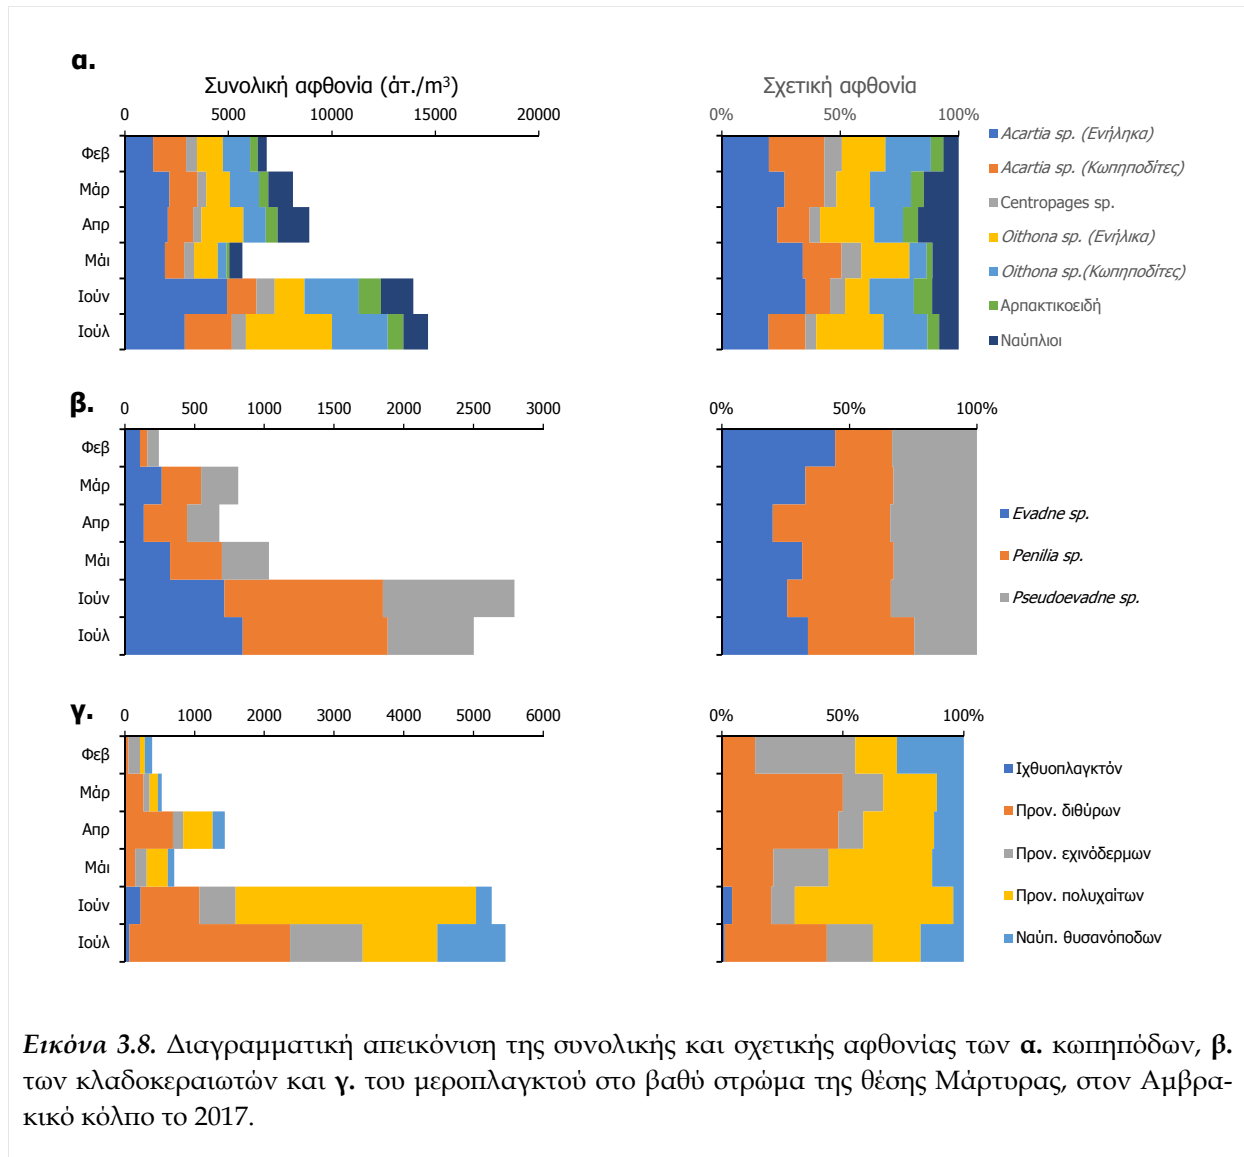 α.
Συνολική αφθονία (άτ./m³)
0 5000 10000 15000 20000
Φεβ
Μάρ
Απρ
Μάι
Ιούν
Ιούλ
Σχετική αφθονία
0% 50% 100%
Acartia sp. (Ενήληκα)
Acartia sp. (Κωπηποδίτες)
Centropages sp.
Oithona sp. (Ενήλικα)
Oithona sp.(Κωπηποδίτες)
Αρπακτικοειδή
Ναύπλιοι
β.
0 500 1000 1500 2000 2500 3000
Φεβ
Μάρ
Απρ
Μάι
Ιούν
Ιούλ
0% 50% 100%
Evadne sp.
Penilia sp.
Pseudoevadne sp.
γ.
0 1000 2000 3000 4000 5000 6000
Φεβ
Μάρ
Απρ
Μάι
Ιούν
Ιούλ
0% 50% 100%
Ιχθυοπλαγκτόν
Προν. διθύρων
Προν. εχινόδερμων
Προν. πολυχαίτων
Ναύπ. θυσανόποδων
Εικόνα 3.8. Διαγραμματική απεικόνιση της συνολικής και σχετικής αφθονίας των α. κωπηπόδων, β.
των κλαδοκεραιωτών και γ. του μεροπλαγκτού στο βαθύ στρώμα της θέσης Μάρτυρας, στον Αμβρα-
κικό κόλπο το 2017.